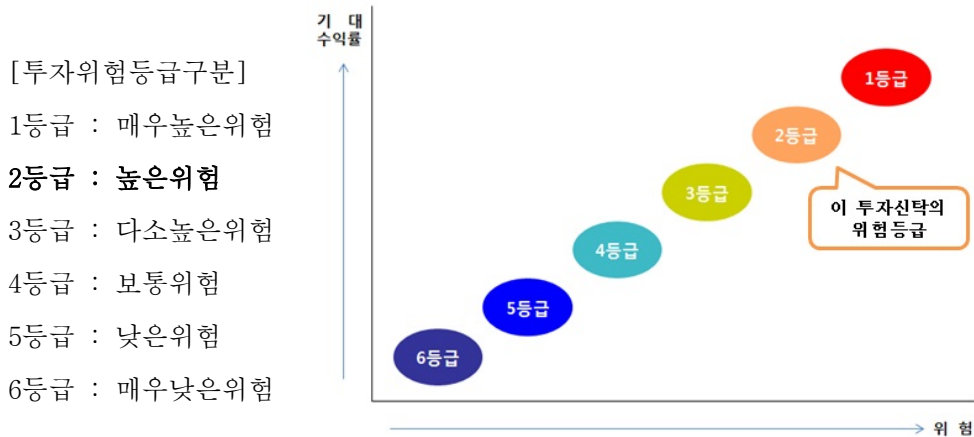 [투자위험등급구분]
1등급 : 매우높은위험
2등급 : 높은위험
3등급 : 다소높은위험
4등급 : 보통위험
5등급 : 낮은위험
6등급 : 매우낮은위험
기 대
수익률
1등급
2등급
3등급
이 투자신탁의
위험등급
4등급
5등급
6등급
위 험